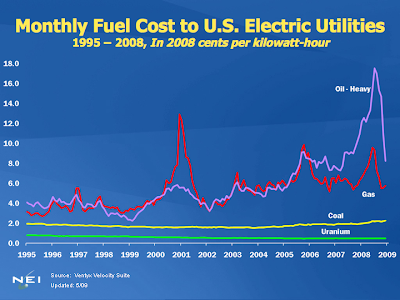 Monthly Fuel Cost to U.S. Electric Utilities
1995 – 2008, In 2008 cents per kilowatt-hour
18.0
16.0
14.0
12.0
10.0
8.0
6.0
4.0
2.0
0.0
Oil - Heavy
Gas
Coal
Uranium
1995 1996 1997 1998 1999 2000 2001 2002 2003 2004 2005 2006 2007 2008 2009
NEI
Source: Ventyx Velocity Suite
Updated: 5/09